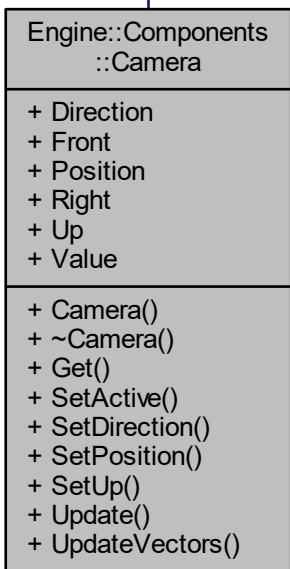 Engine::Components
::Camera
+ Direction
+ Front
+ Position
+ Right
+ Up
+ Value
+ Camera()
+ ~Camera()
+ Get()
+ SetActive()
+ SetDirection()
+ SetPosition()
+ SetUp()
+ Update()
+ UpdateVectors()